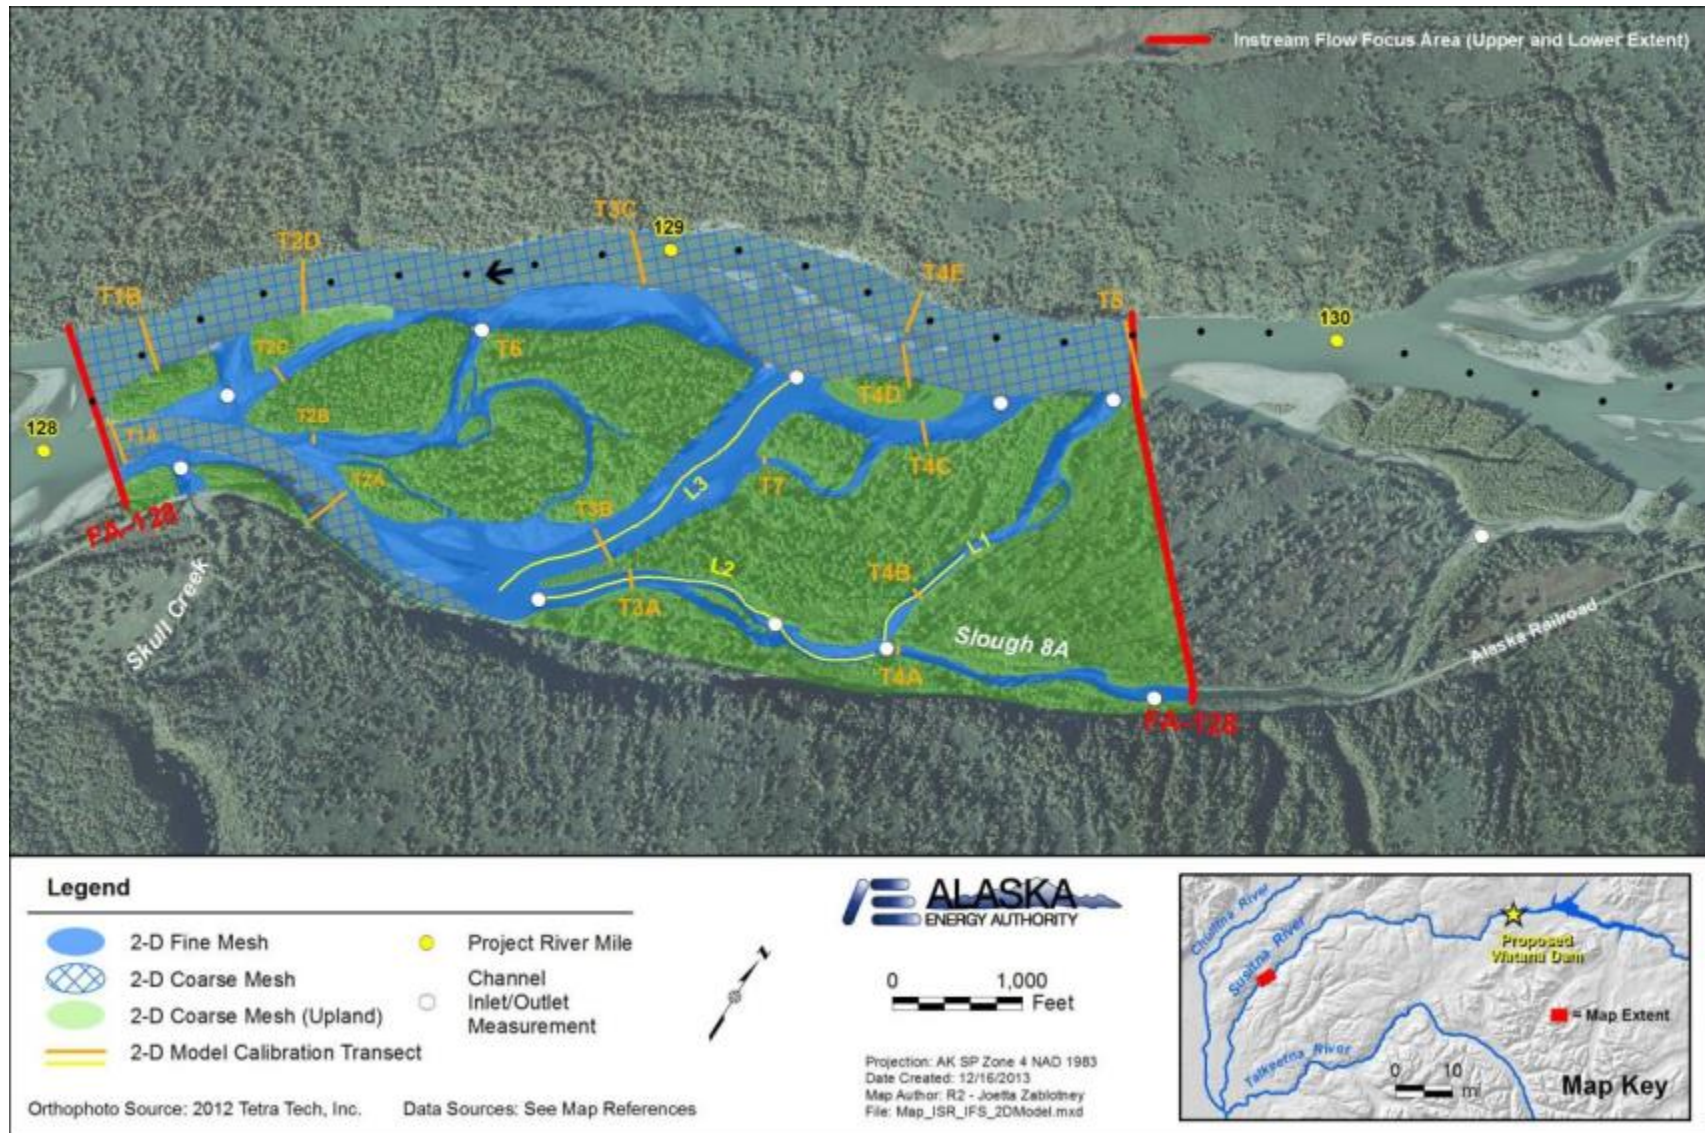 Instream Flow Focus Area (Upper and Lower Extent)
T3C
129
T2D
T4E
T1B
T5
130
T6
T2C
T4D
T2B
128
T1A
T4C
T2A
T7
L3
FA-128
T3B
L1
L2
T4B
T3A
Skull Creek
Slough 8A
Alaska Railroad
T4A
FA-128
Legend
2-D Fine Mesh
2-D Coarse Mesh
2-D Coarse Mesh (Upland)
2-D Model Calibration Transect
Project River Mile
Channel
Inlet/Outlet
Measurement
Orthophoto Source: 2012 Tetra Tech, Inc.
Data Sources: See Map References
N
ALASKA
ENERGY AUTHORITY
0 1,000
Feet
Projection: AK SP Zone 4 NAD 1983
Date Created: 12/16/2013
Map Author: R2 - Joetta Zablotney
File: Map_ISR_IFS_2DModel.mxd
Chulitna River
Susitna River
Proposed
Watana Dam
= Map Extent
Talkeetna River
0 10
mi
Map Key